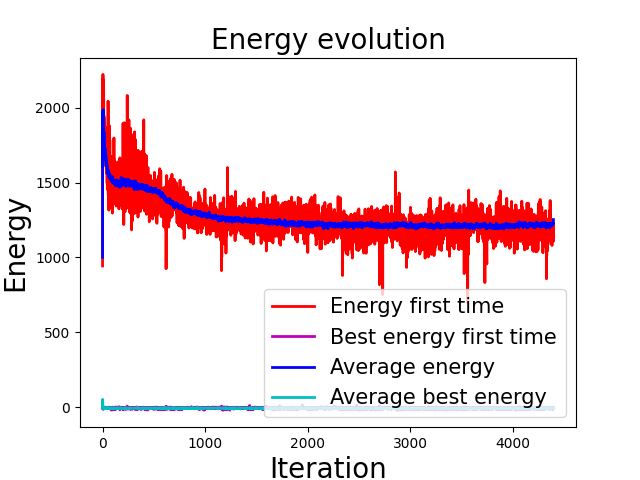 Energy evolution
2000
1500
1000
500
0
Energy
Energy first time
Best energy first time
Average energy
Average best energy
0 1000 2000 3000 4000
Iteration